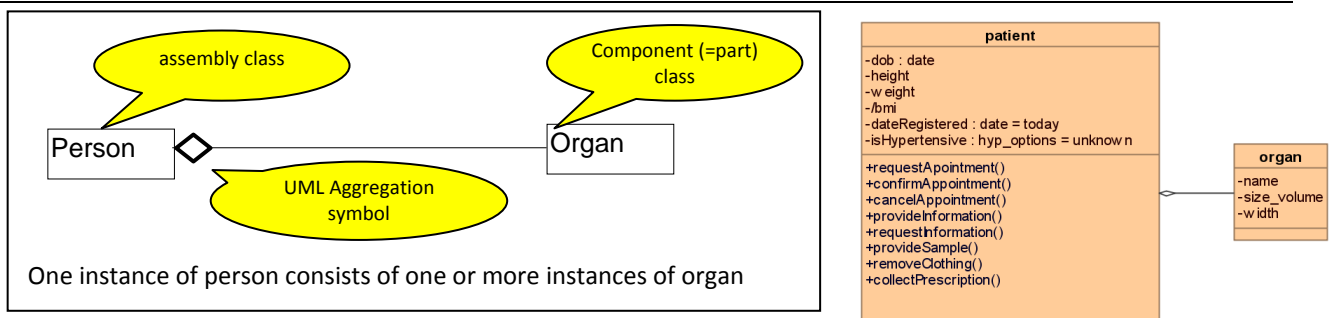 assembly class
Component (=part)
class
Person
Organ
UML Aggregation
symbol
One instance of person consists of one or more instances of organ
patient
-dob : date
-height
-weight
-/bmi
-dateRegistered : date = today
-isHypertensive : hyp_options = unknown
+requestApointment()
+confirmAppointment()
+cancelAppointment()
+provideInformation()
+requestInformation()
+provideSample()
+removeClothing()
+collectPrescription()
organ
-name
-size_volume
-width